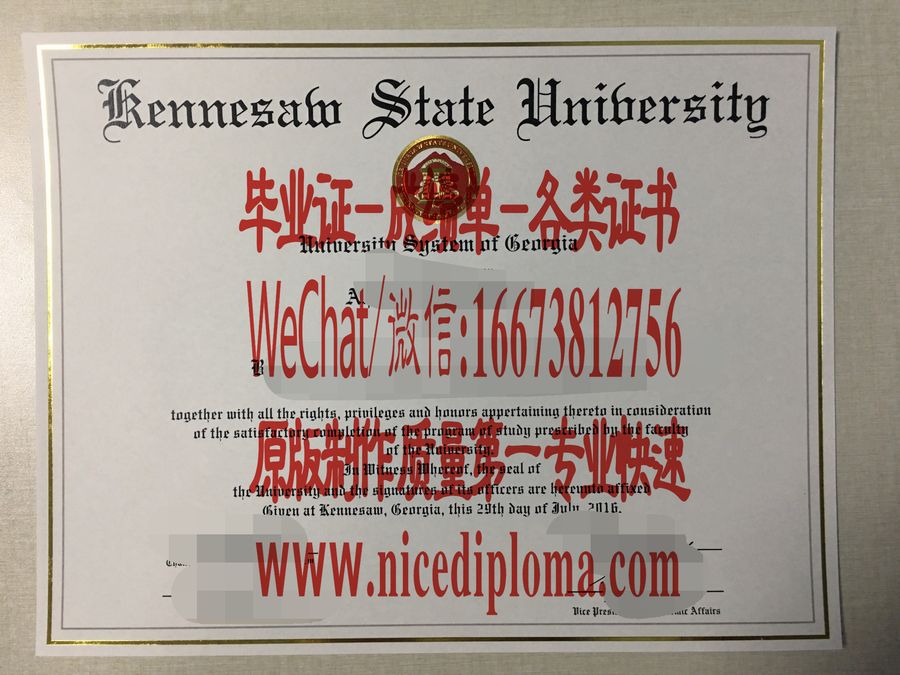 Kennesaw State University
毕业证—成绩单—各类证书
University System of Georgia
WeChat/微信:16673812756
together with all the rights, privileges and honors appertaining thereto in consideration
of the satisfactory completion of the program of study prescribed by the faculty
of the University.
原版制作质量第一专业快速
In Witness Whereof, the seal of
the University and the signatures of its officers are hereunto affixed
Given at Kennesaw, Georgia, this 29th day of July, 2016.
www.nicediploma.com
Vice Affairs